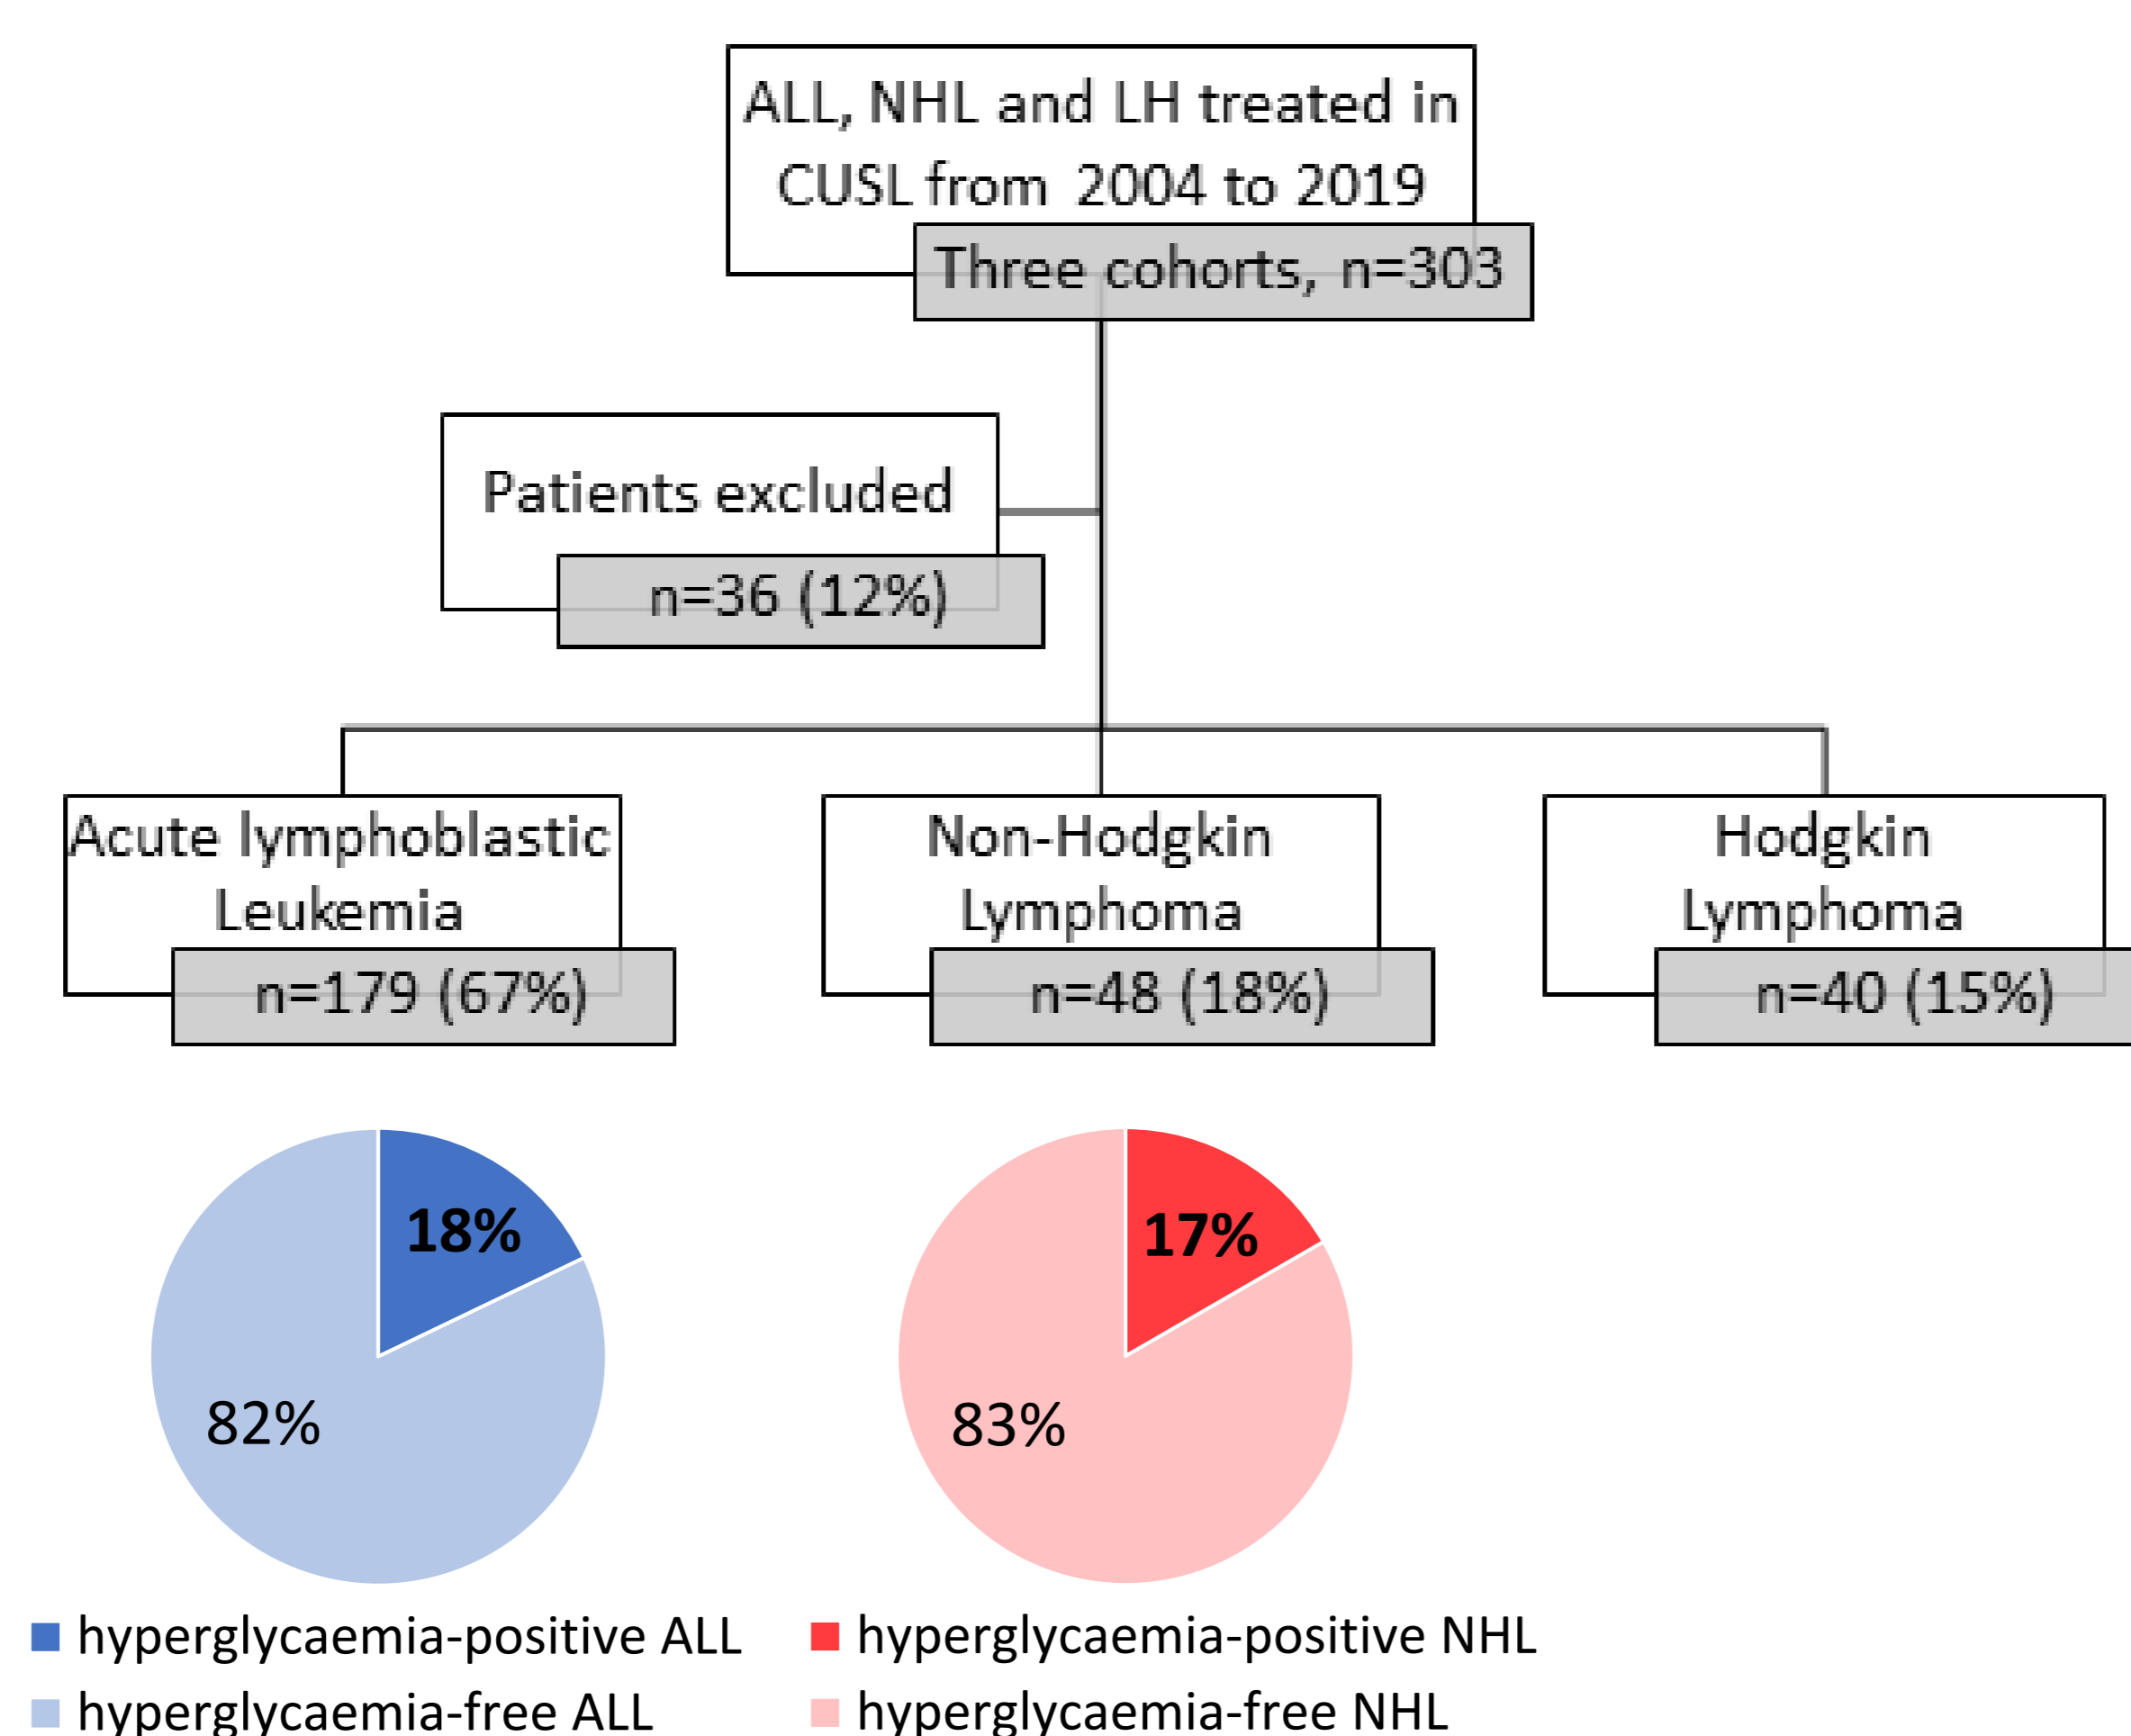 ALL, NHL and LH treated in
CUSL from 2004 to 2019
Three cohorts, n=303
Patients excluded
n=36 (12%)
Acute lymphoblastic
Leukemia
n=179 (67%)
Non-Hodgkin
Lymphoma
n=48 (18%)
Hodgkin
Lymphoma
n=40 (15%)
18%
82%
17%
83%
hyperglycaemia-positive ALL
hyperglycaemia-free ALL
hyperglycaemia-positive NHL
hyperglycaemia-free NHL